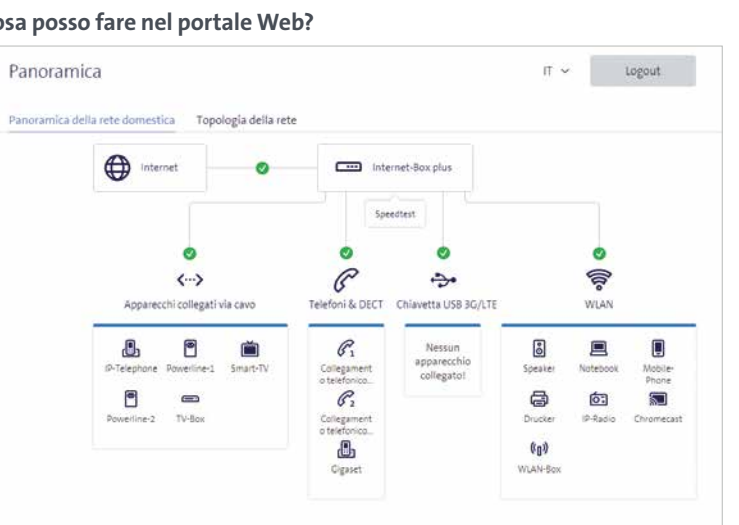 osa posso fare nel portale Web?
Panoramica
IT
Logout
Panoramica della rete domestica
Topologia della rete
Internet
Internet-Box plus
Speedtest
Apparecchi collegati via cavo
Telefoni & DECT
Chiavetta USB 3G/LTE
WLAN
IP-Telephone
Powerline-1
Smart-TV
Powerline-2
TV-Box
1
Collegament
o telefonico...
2
Collegament
o telefonico...
Gigaset
Nessun
apparecchio
collegato!
Speaker
Notebook
Mobile-
Phone
Drucker
IP-Radio
Chromecast
WLAN-Box